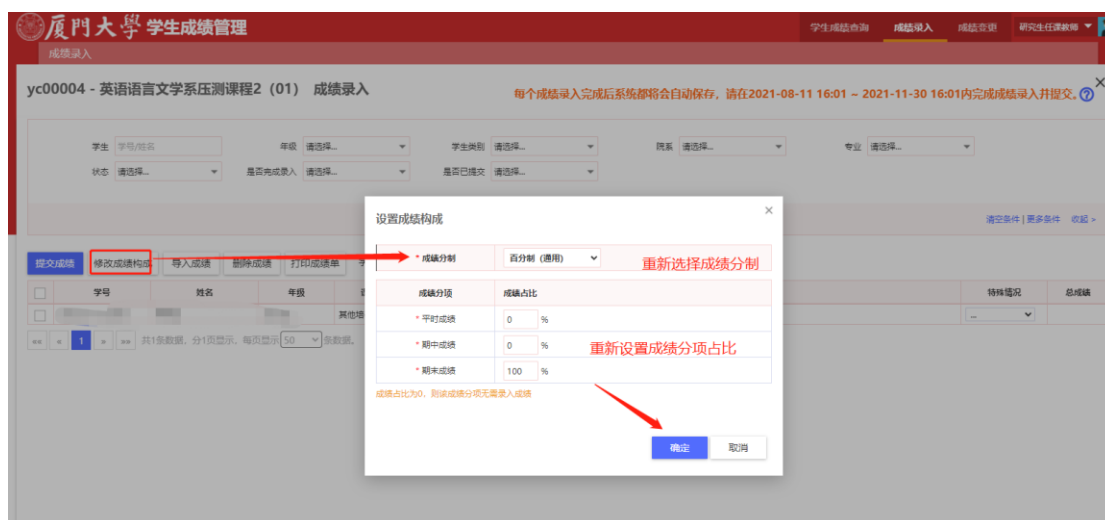 厦門大學 学生成绩管理 学生成绩查询 成绩录入 成绩变更 研究生任课教师
成绩录入
yc00004 - 英语语言文学系压测课程2（01） 成绩录入
每个成绩录入完成后系统都将会自动保存，请在2021-08-11 16:01 ~ 2021-11-30 16:01内完成成绩录入并提交。
学生 学号/姓名 年级 请选择... 学生类别 请选择... 院系 请选择... 专业 请选择...
状态 请选择... 是否完成录入 请选择... 是否已提交 请选择...
清空条件 | 更多条件 收起 >
设置成绩构成
提交成绩 修改成绩构成 导入成绩 删除成绩 打印成绩单
* 成绩分制 百分制（通用） 重新选择成绩分制
学号 姓名 年级 特殊情况 总成绩
成绩分项 成绩占比
其他培
* 平时成绩 0 %
«« « 1 » »» 共1条数据，分1页显示，每页显示 50 条数据。
* 期中成绩 0 % 重新设置成绩分项占比
* 期末成绩 100 %
成绩占比为0，则该成绩分项无需录入成绩
确定 取消